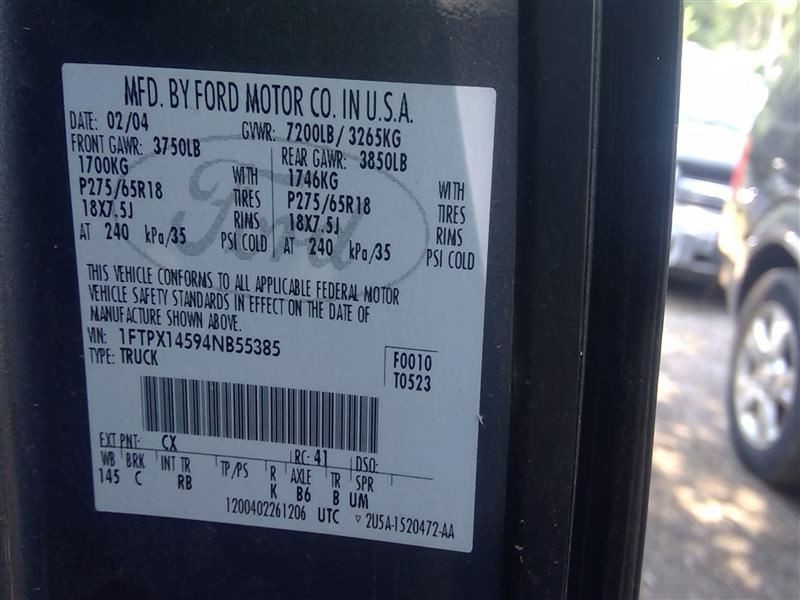 MFD. BY FORD MOTOR CO. IN U.S.A.
DATE: 02/04 GVWR: 7200LB/ 3265KG
FRONT GAWR: 3750LB REAR GAWR: 3850LB
1700KG WITH 1746KG WITH
P275/65R18 TIRES P275/65R18 TIRES
18X7.5J RIMS 18X7.5J RIMS
AT 240 kPa/35 PSI COLD AT 240 kPa/35 PSI COLD
Ford
THIS VEHICLE CONFORMS TO ALL APPLICABLE FEDERAL MOTOR
VEHICLE SAFETY STANDARDS IN EFFECT ON THE DATE OF
MANUFACTURE SHOWN ABOVE.
VIN: 1FTPX14594NB55385
TYPE: TRUCK
F0010
T0523
EXT PNT: CX RC: 41 DSO:
WB BRK INT TR TP/PS R AXLE TR SPR
145 C RB K B6 B UM
1200402261206 UTC 2U5A-1520472-AA